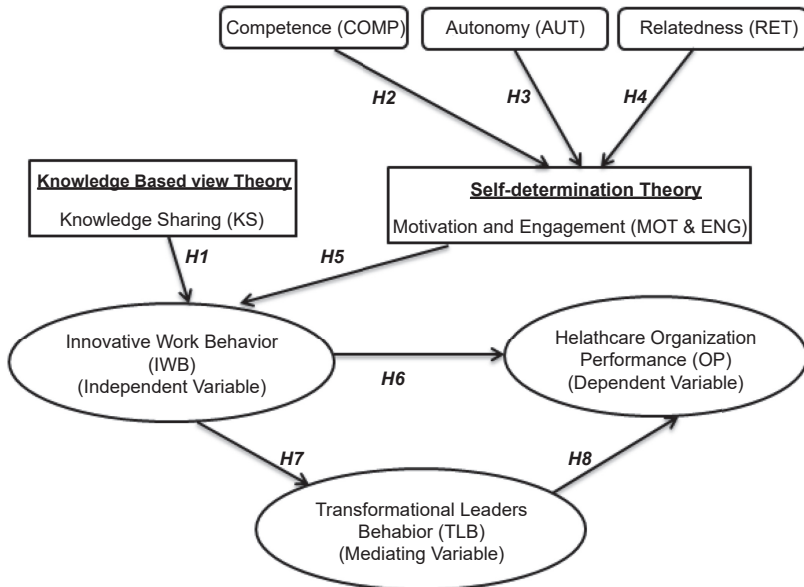 Competence (COMP)
Autonomy (AUT)
Relatedness (RET)
H2
H3
H4
Knowledge Based view Theory
Knowledge Sharing (KS)
Self-determination Theory
Motivation and Engagement (MOT & ENG)
H1
H5
Innovative Work Behavior
(IWB)
(Independent Variable)
H6
Helathcare Organization
Performance (OP)
(Dependent Variable)
H7
H8
Transformational Leaders
Behabior (TLB)
(Mediating Variable)